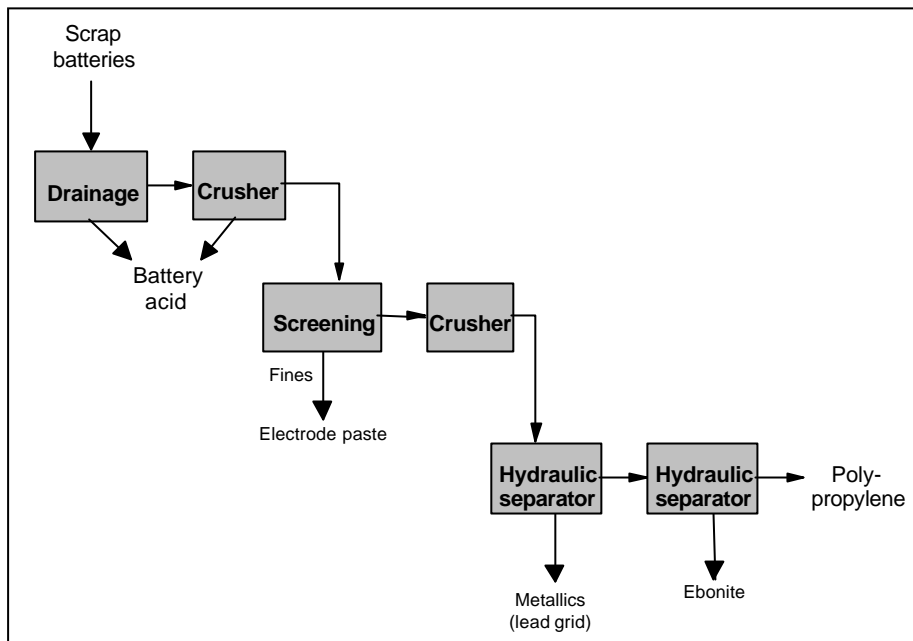 Scrap
batteries
Drainage
Crusher
Battery
acid
Screening
Crusher
Fines
Electrode paste
Hydraulic
separator
Hydraulic
separator
Poly-
propylene
Metallics
(lead grid)
Ebonite